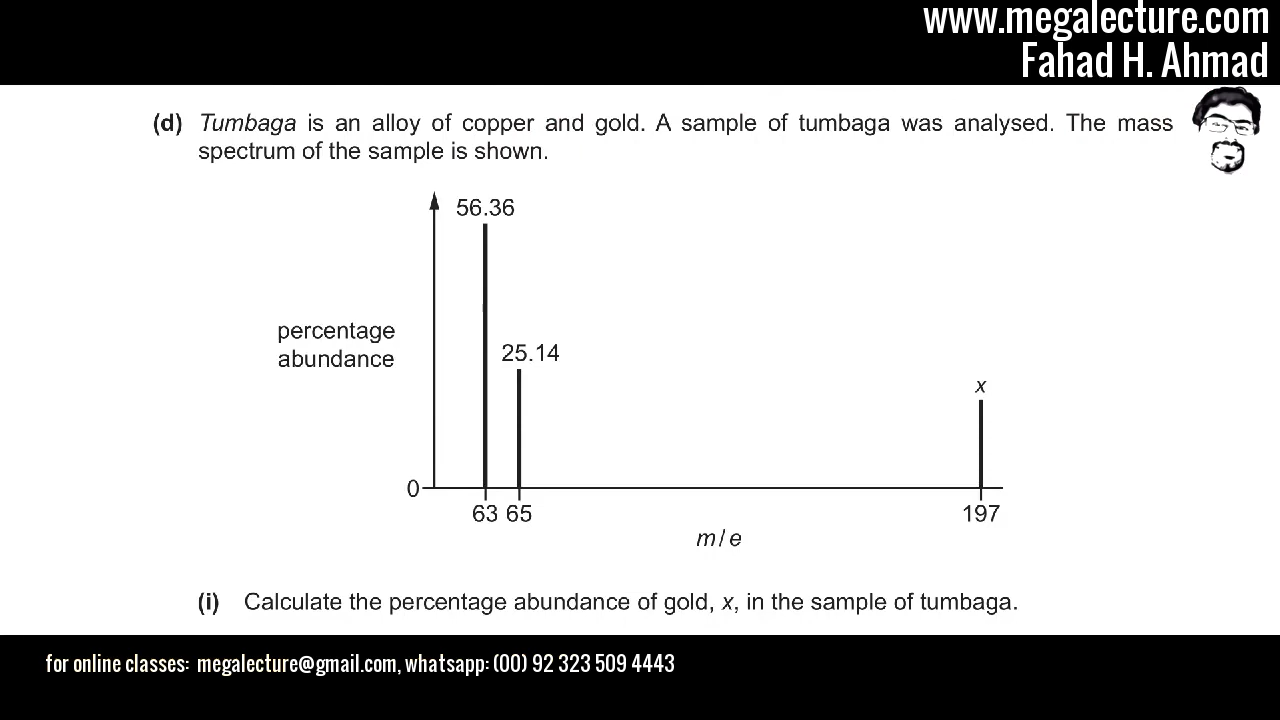 www.megalecture.com
Fahad H. Ahmad
(d) Tumbaga is an alloy of copper and gold. A sample of tumbaga was analysed. The mass
spectrum of the sample is shown.
56.36
percentage
abundance
25.14
x
0
63 65 197
m / e
(i) Calculate the percentage abundance of gold, x, in the sample of tumbaga.
for online classes: megalecture@gmail.com, whatsapp: (00) 92 323 509 4443